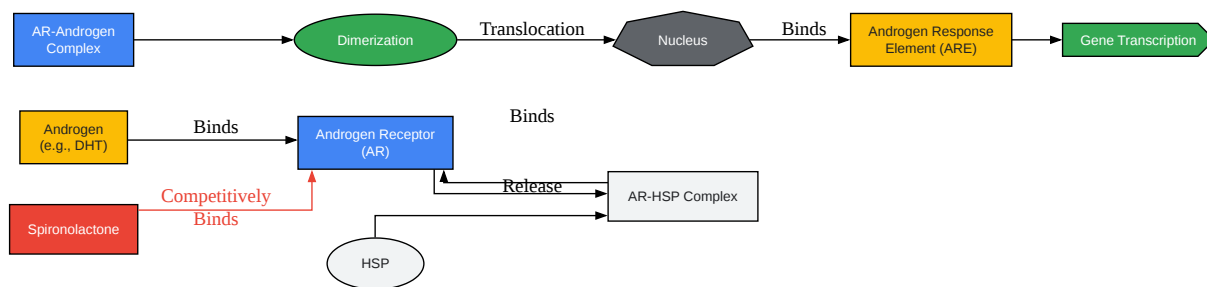 AR-Androgen
Complex
Dimerization
Translocation
Nucleus
Binds
Androgen Response
Element (ARE)
Gene Transcription
Androgen
(e.g., DHT)
Binds
Androgen Receptor
(AR)
Binds
Spironolactone
Competitively
Binds
Release
AR-HSP Complex
HSP